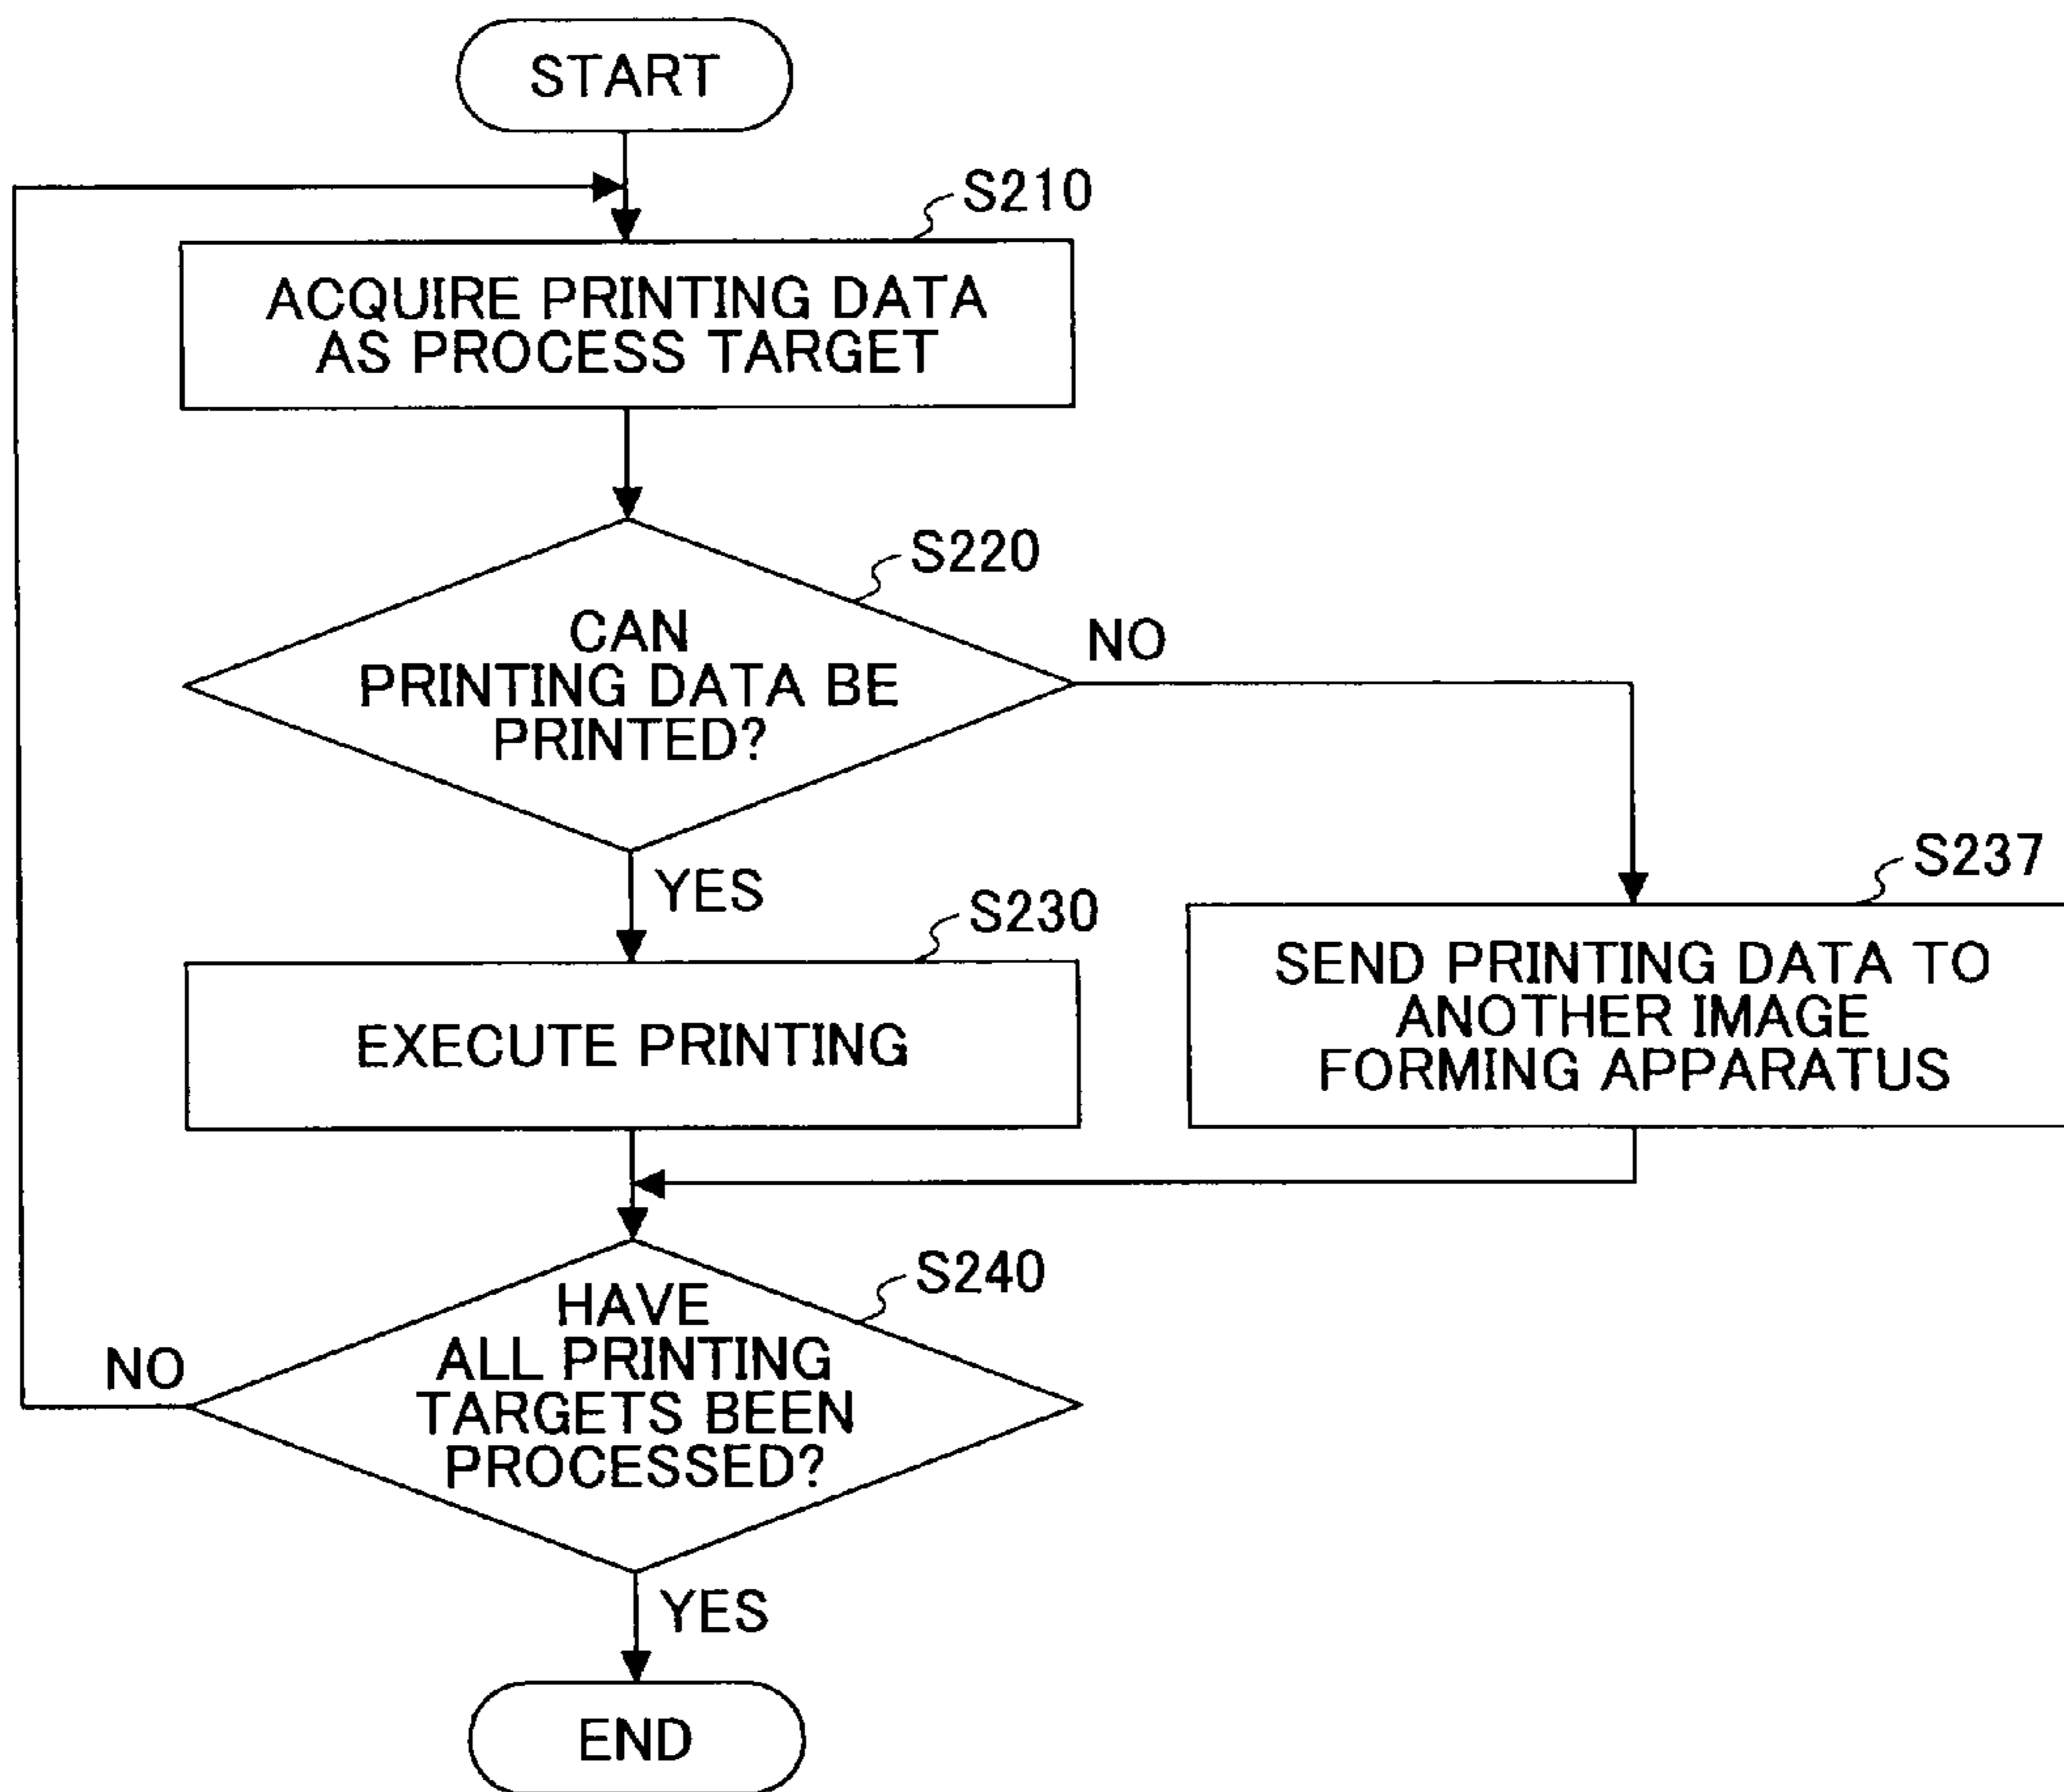 START
S210
ACQUIRE PRINTING DATA
AS PROCESS TARGET
S220
CAN
PRINTING DATA BE
PRINTED?
NO
YES
S237
S230
SEND PRINTING DATA TO
ANOTHER IMAGE
FORMING APPARATUS
EXECUTE PRINTING
S240
HAVE
ALL PRINTING
TARGETS BEEN
PROCESSED?
NO
YES
END